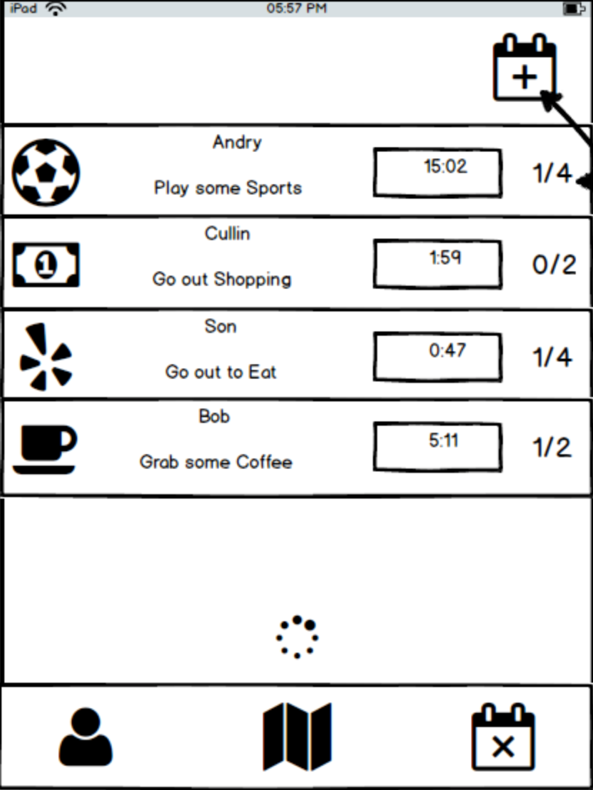 iPod 05:57 PM
Andry
Play some Sports
15:02
1/4
Cullin
Go out Shopping
1:59
0/2
Son
Go out to Eat
0:47
1/4
Bob
Grab some Coffee
5:11
1/2